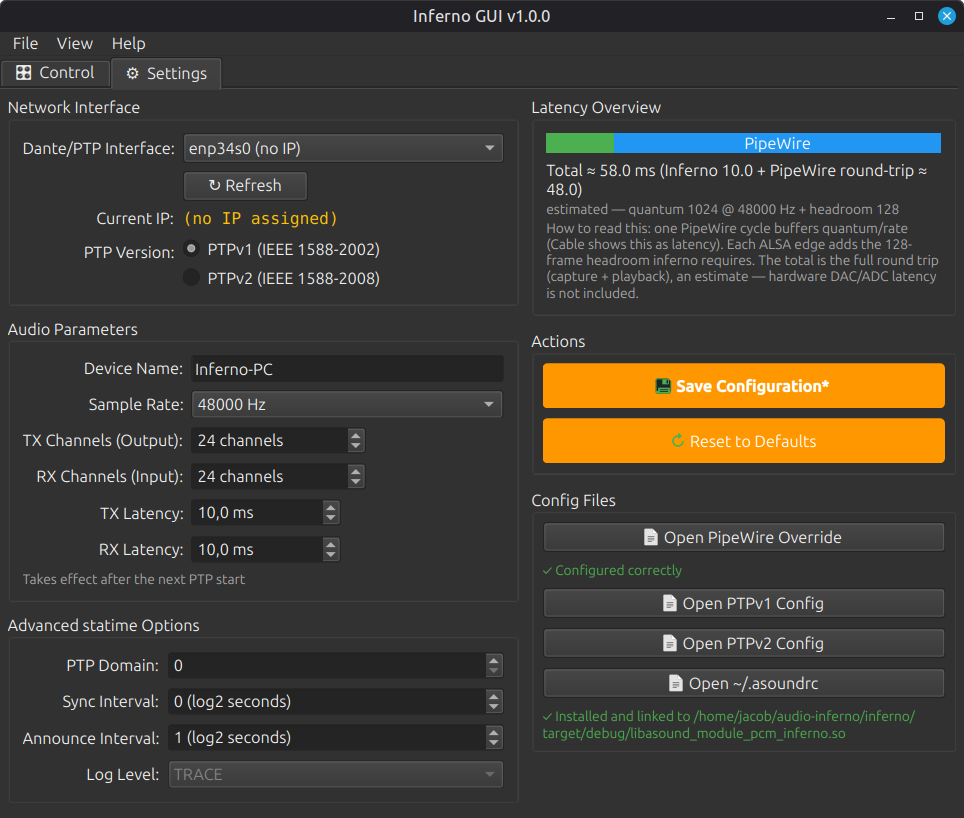 Inferno GUI v1.0.0
File View Help
Control
Settings
Network Interface
Dante/PTP Interface: enp34s0 (no IP)
↻ Refresh
Current IP: (no IP assigned)
PTP Version: PTPv1 (IEEE 1588-2002)
PTPv2 (IEEE 1588-2008)
Audio Parameters
Device Name: Inferno-PC
Sample Rate: 48000 Hz
TX Channels (Output): 24 channels
RX Channels (Input): 24 channels
TX Latency: 10,0 ms
RX Latency: 10,0 ms
Takes effect after the next PTP start
Advanced statime Options
PTP Domain: 0
Sync Interval: 0 (log2 seconds)
Announce Interval: 1 (log2 seconds)
Log Level: TRACE
Latency Overview
PipeWire
Total ≈ 58.0 ms (Inferno 10.0 + PipeWire round-trip ≈
48.0)
estimated — quantum 1024 @ 48000 Hz + headroom 128
How to read this: one PipeWire cycle buffers quantum/rate
(Cable shows this as latency). Each ALSA edge adds the 128-
frame headroom inferno requires. The total is the full round trip
(capture + playback), an estimate — hardware DAC/ADC latency
is not included.
Actions
Save Configuration*
Reset to Defaults
Config Files
Open PipeWire Override
✓ Configured correctly
Open PTPv1 Config
Open PTPv2 Config
Open ~/.asoundrc
✓ Installed and linked to /home/jacob/audio-inferno/inferno/
target/debug/libasound_module_pcm_inferno.so